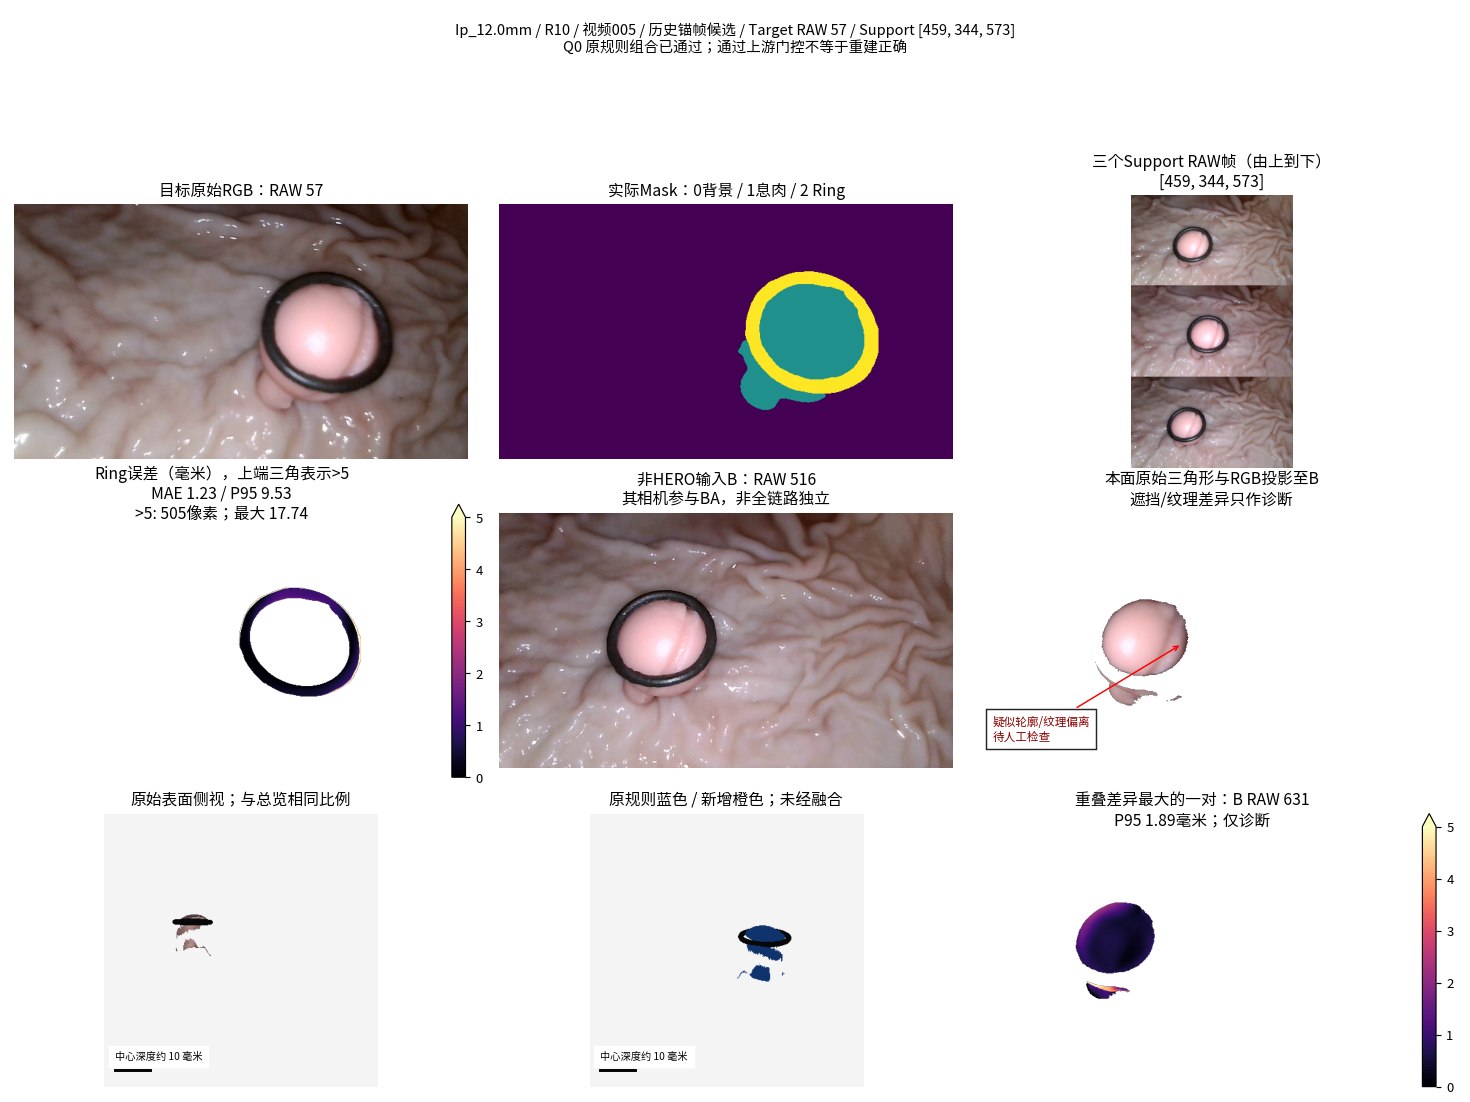 Ip_12.0mm / R10 / 视频005 / 历史锚帧候选 / Target RAW 57 / Support [459, 344, 573]
Q0 原规则组合已通过；通过上游门控不等于重建正确
目标原始RGB：RAW 57
实际Mask：0背景 / 1息肉 / 2 Ring
三个Support RAW帧（由上到下）
[459, 344, 573]
Ring误差（毫米），上端三角表示>5
MAE 1.23 / P95 9.53
>5: 505像素；最大 17.74
5
4
3
2
1
0
非HERO输入B：RAW 516
其相机参与BA，非全链路独立
本面原始三角形与RGB投影至B
遮挡/纹理差异只作诊断
疑似轮廓/纹理偏离
待人工检查
原始表面侧视；与总览相同比例
中心深度约 10 毫米
原规则蓝色 / 新增橙色；未经融合
中心深度约 10 毫米
重叠差异最大的一对：B RAW 631
P95 1.89毫米；仅诊断
5
4
3
2
1
0